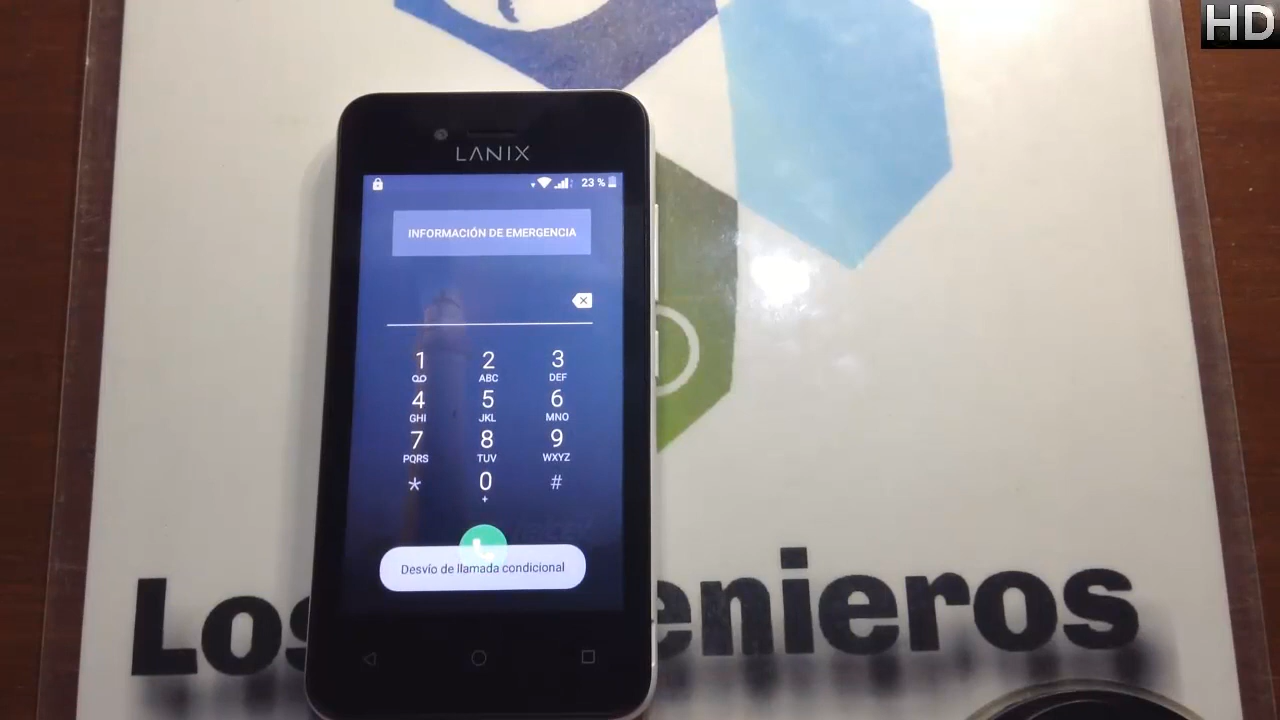 HD
LANIX
23 %
INFORMACIÓN DE EMERGENCIA
1 2 3
ABC DEF
4 5 6
GHI JKL MNO
7 8 9
PQRS TUV WXYZ
* 0 #
+
Desvío de llamada condicional
Los enieros